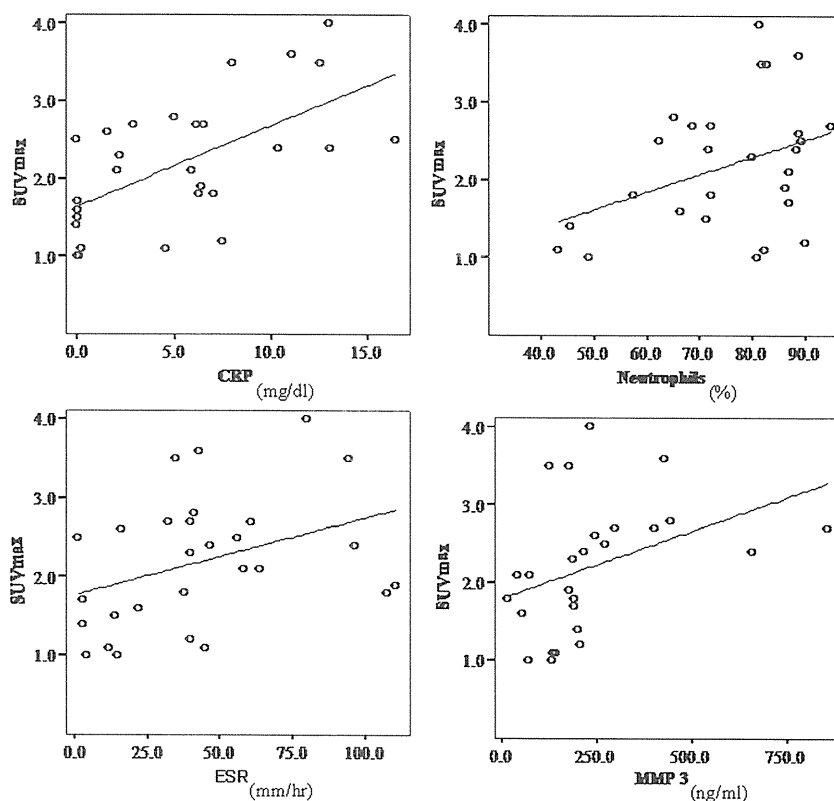 4.0
3.0
2.0
1.0
SUVmax
0.0 5.0 10.0 15.0
CRP (mg/dl)
4.0
3.0
2.0
1.0
SUVmax
40.0 50.0 60.0 70.0 80.0 90.0
Neutrophils (%)
4.0
3.0
2.0
1.0
SUVmax
0.0 25.0 50.0 75.0 100.0
ESR (mm/hr)
4.0
3.0
2.0
1.0
SUVmax
0.0 250.0 500.0 750.0
MMP 3 (ng/ml)